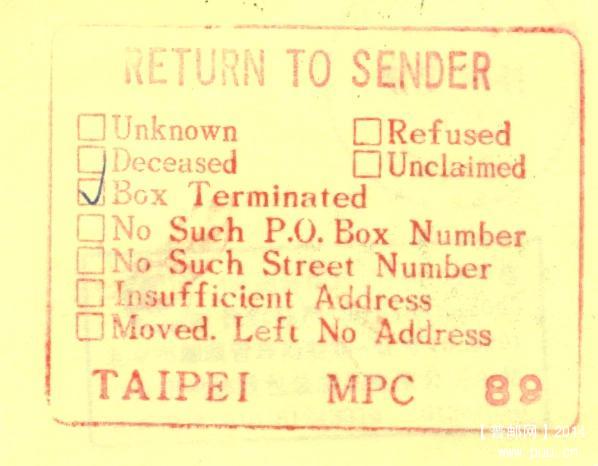 RETURN TO SENDER
Unknown Refused
Deceased Unclaimed
Box Terminated
No Such P.O. Box Number
No Such Street Number
Insufficient Address
Moved. Left No Address
TAIPEI MPC 89